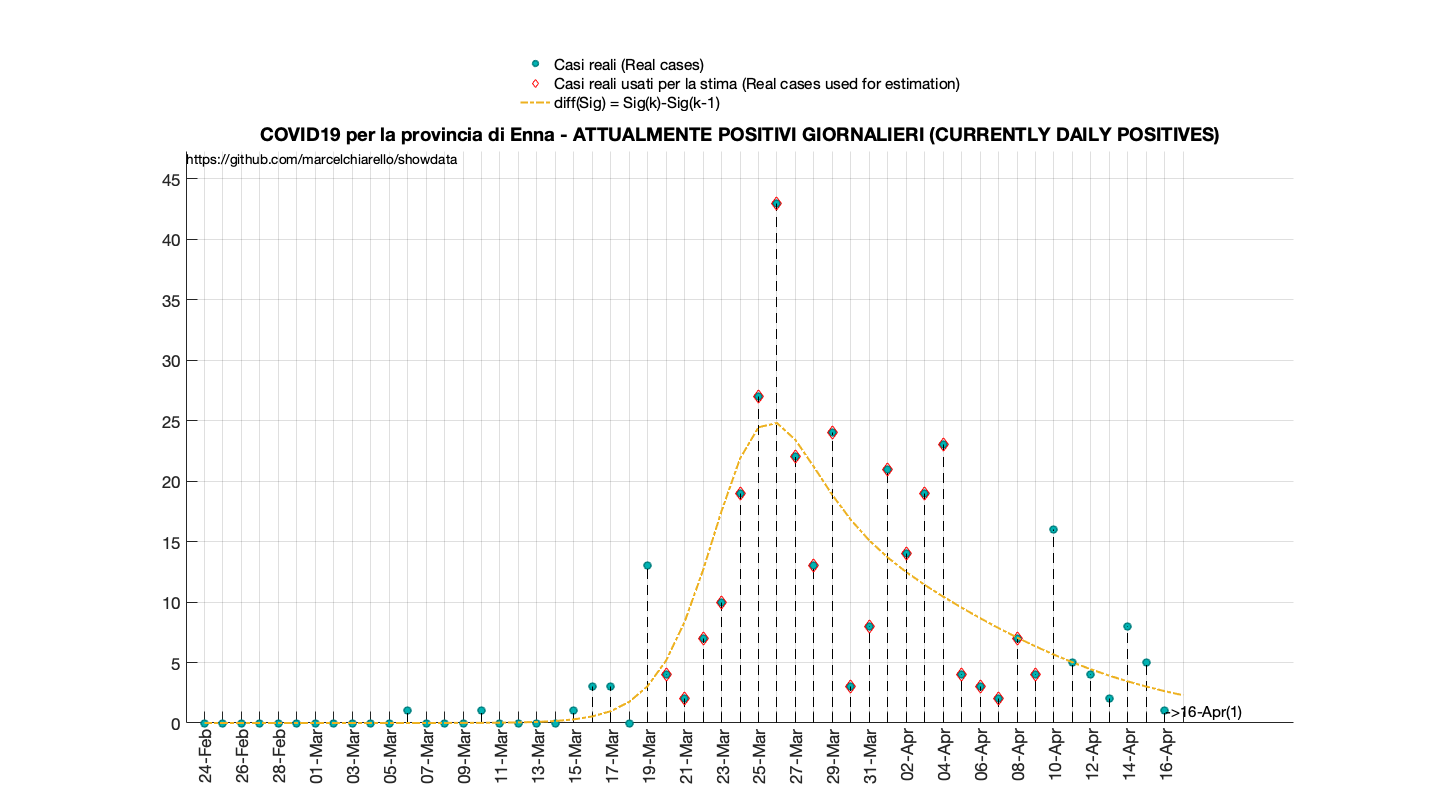 Casi reali (Real cases)
Casi reali usati per la stima (Real cases used for estimation)
diff(Sig) = Sig(k)-Sig(k-1)
COVID19 per la provincia di Enna - ATTUALMENTE POSITIVI GIORNALIERI (CURRENTLY DAILY POSITIVES)
https://github.com/marcelchiarello/showdata
45
40
35
30
25
20
15
10
5
0
->16-Apr(1)
24-Feb
26-Feb
28-Feb
01-Mar
03-Mar
05-Mar
07-Mar
09-Mar
11-Mar
13-Mar
15-Mar
17-Mar
19-Mar
21-Mar
23-Mar
25-Mar
27-Mar
29-Mar
31-Mar
02-Apr
04-Apr
06-Apr
08-Apr
10-Apr
12-Apr
14-Apr
16-Apr